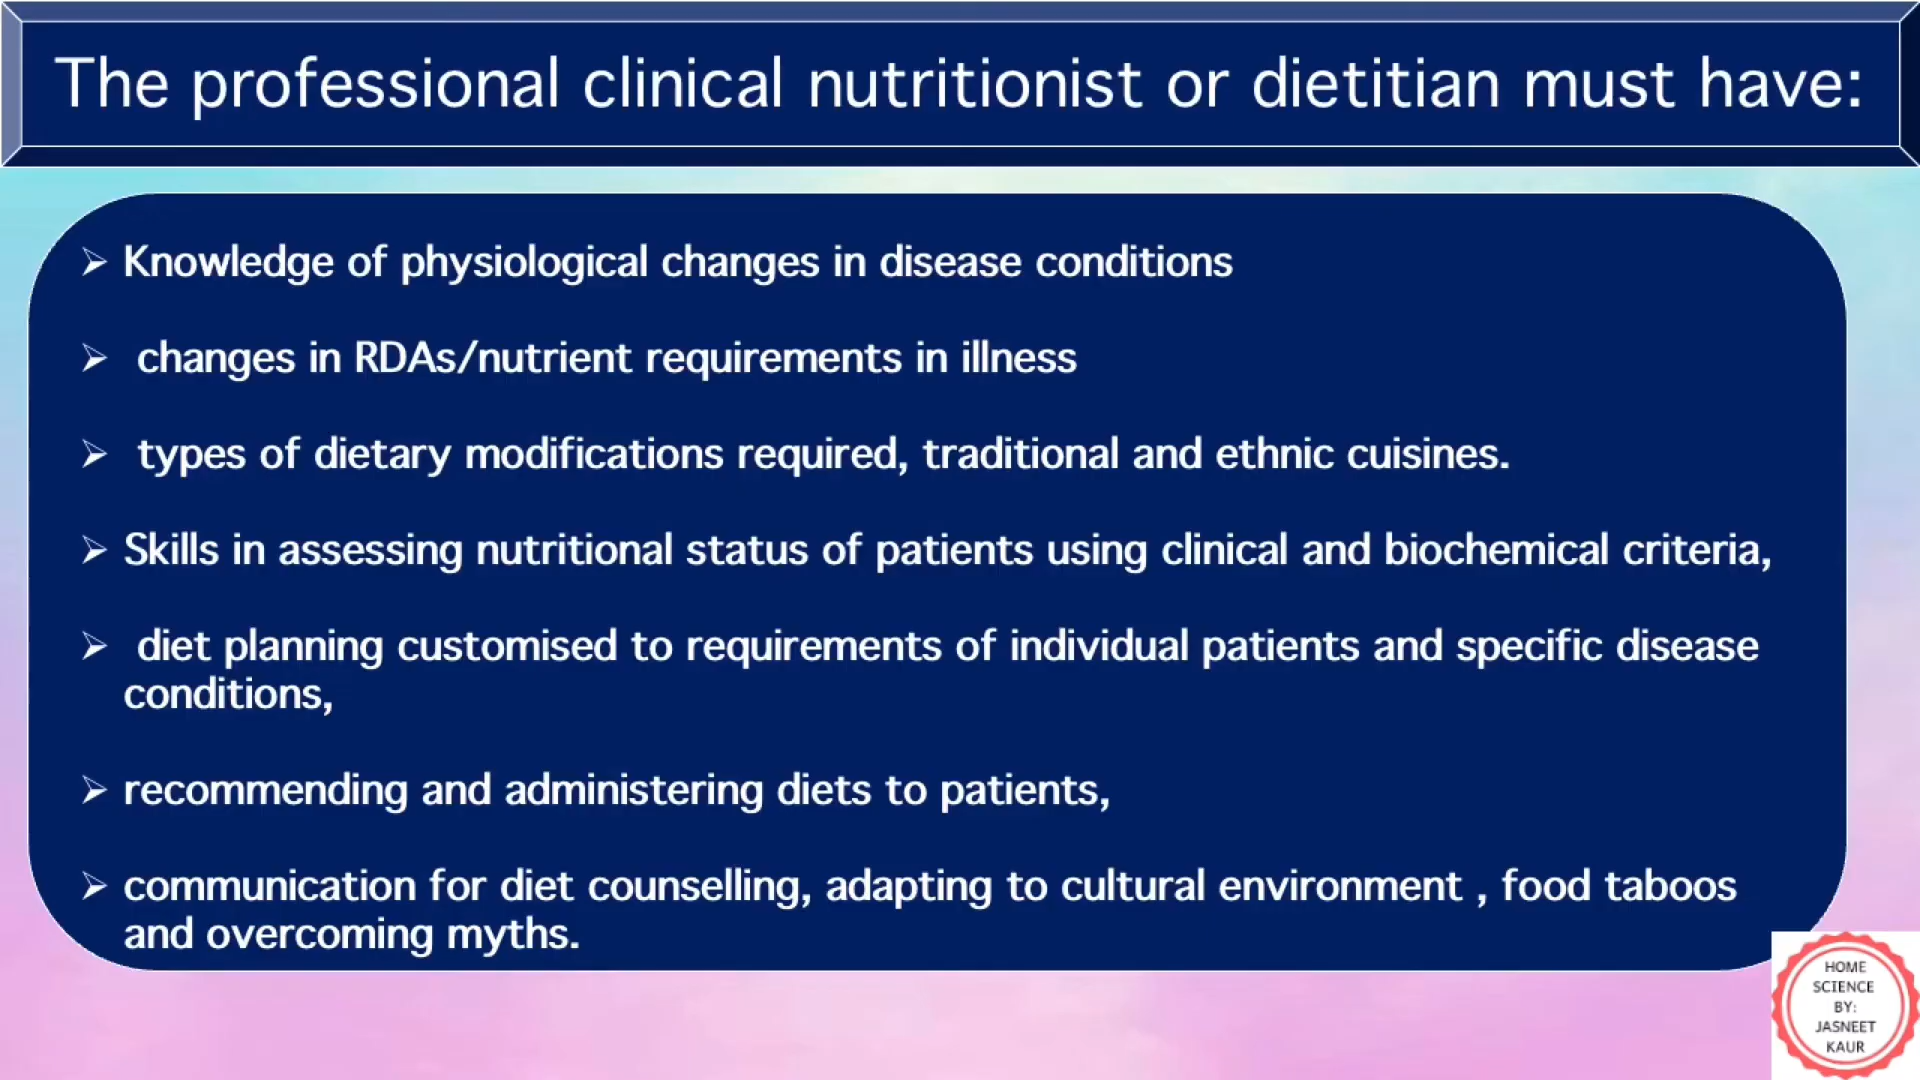 The professional clinical nutritionist or dietitian must have:
➢ Knowledge of physiological changes in disease conditions
➢ changes in RDAs/nutrient requirements in illness
➢ types of dietary modifications required, traditional and ethnic cuisines.
➢ Skills in assessing nutritional status of patients using clinical and biochemical criteria,
➢ diet planning customised to requirements of individual patients and specific disease
conditions,
➢ recommending and administering diets to patients,
➢ communication for diet counselling, adapting to cultural environment , food taboos
and overcoming myths.
HOME
SCIENCE
BY:
JASNEET
KAUR